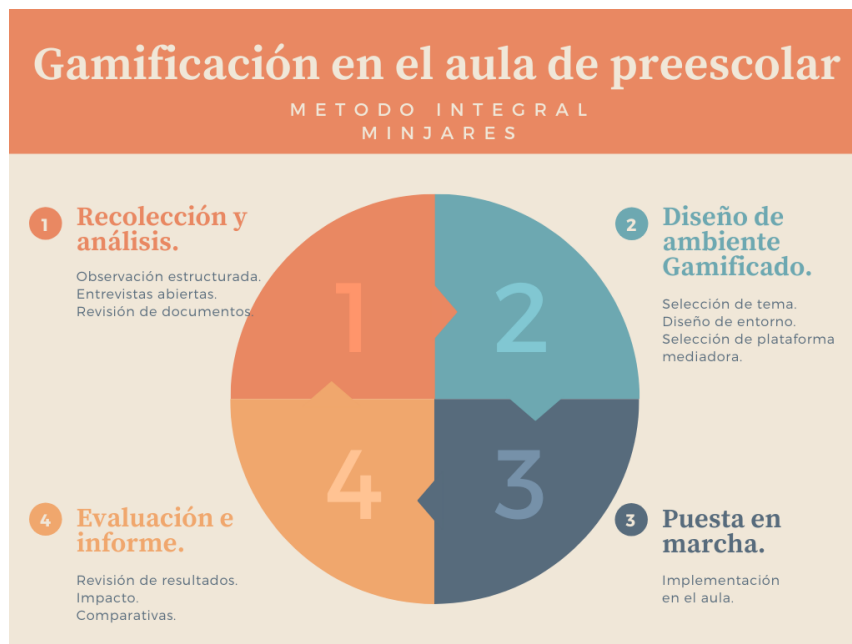 Gamificación en el aula de preescolar
METODO INTEGRAL
MINJARES
1
Recolección y
análisis.
Observación estructurada.
Entrevistas abiertas.
Revisión de documentos.
2
Diseño de
ambiente
Gamificado.
Selección de tema.
Diseño de entorno.
Selección de plataforma
mediadora.
1
2
4
3
4
Evaluación e
informe.
Revisión de resultados.
Impacto.
Comparativas.
3
Puesta en
marcha.
Implementación
en el aula.